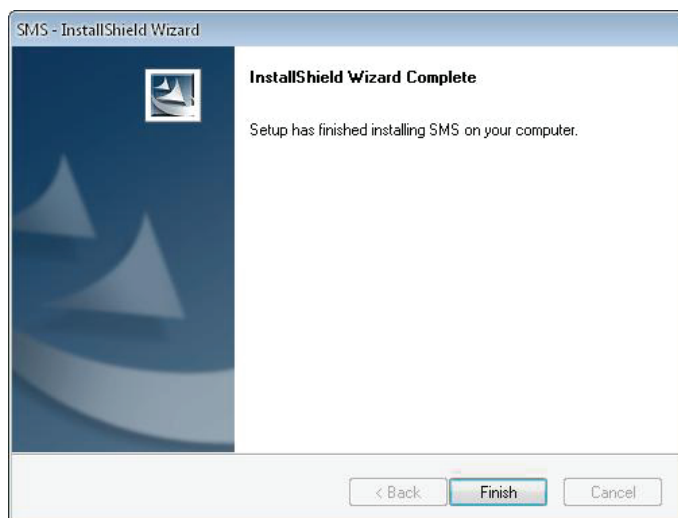 SMS - InstallShield Wizard
InstallShield Wizard Complete
Setup has finished installing SMS on your computer.
< Back
Finish
Cancel